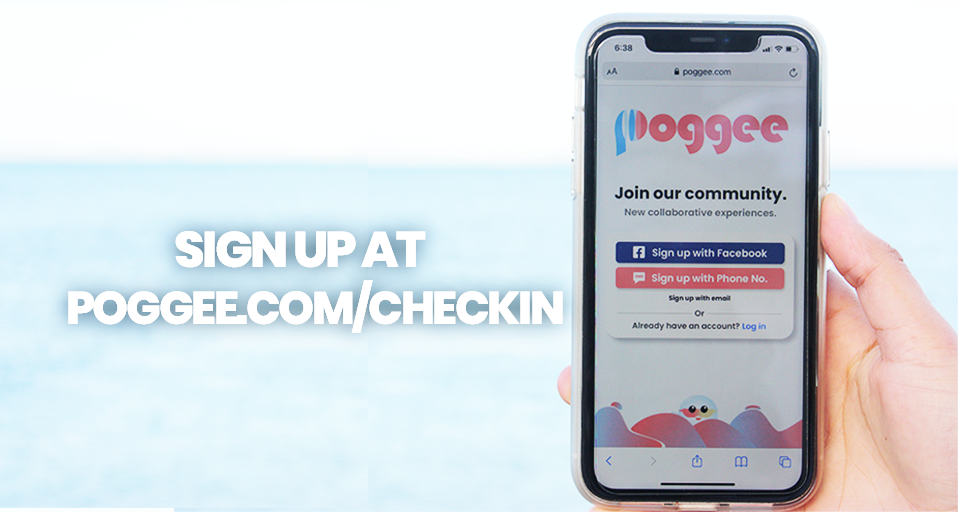 SIGN UP AT
POGGEE.COM/CHECKIN
6:38
AA
poggee.com
poggee
Join our community.
New collaborative experiences.
Sign up with Facebook
Sign up with Phone No.
Sign up with email
Or
Already have an account? Log in